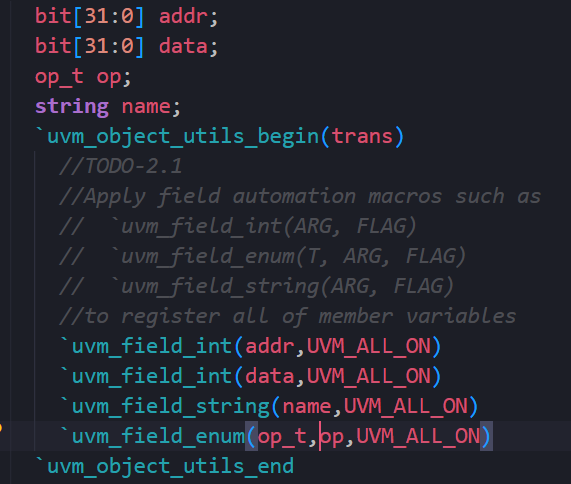 bit[31:0] addr;
bit[31:0] data;
op_t op;
string name;
`uvm_object_utils_begin(trans)
//TODO-2.1
//Apply field automation macros such as
//  `uvm_field_int(ARG, FLAG)
//  `uvm_field_enum(T, ARG, FLAG)
//  `uvm_field_string(ARG, FLAG)
//to register all of member variables
`uvm_field_int(addr,UVM_ALL_ON)
`uvm_field_int(data,UVM_ALL_ON)
`uvm_field_string(name,UVM_ALL_ON)
`uvm_field_enum(op_t,op,UVM_ALL_ON)
`uvm_object_utils_end